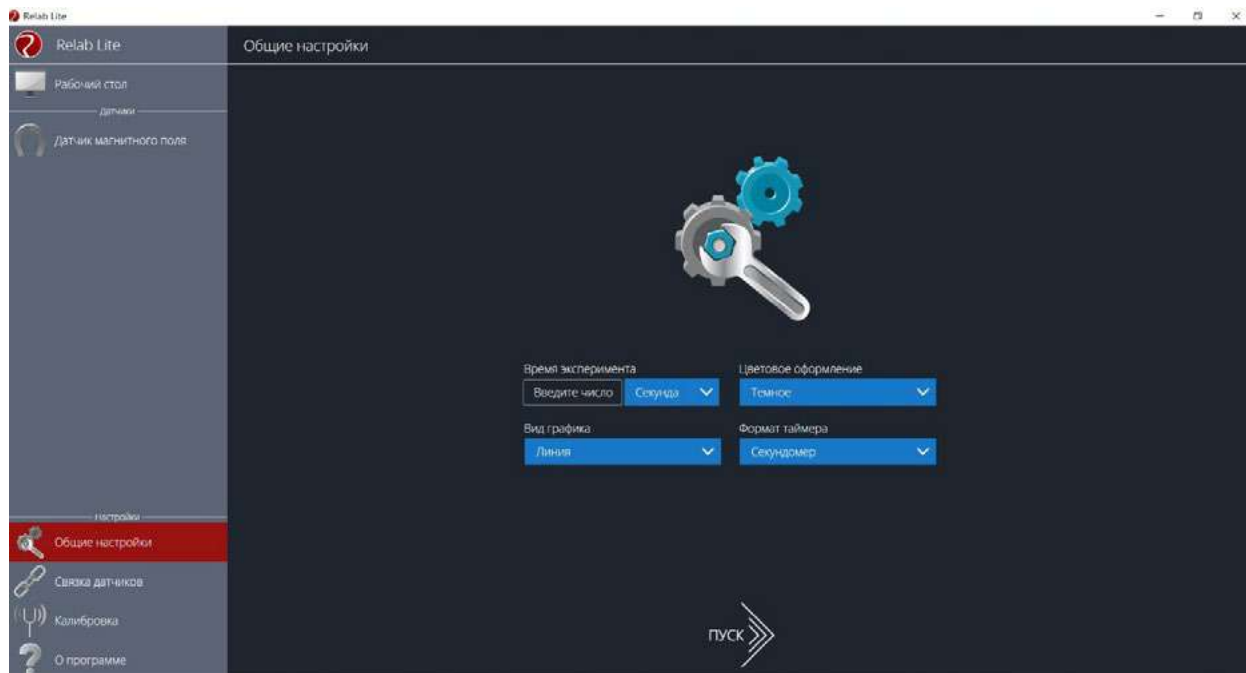 Relab Lite
Relab Lite
Общие настройки
Рабочий стол
Датчики
Датчик магнитного поля
Время эксперимента
Цветовое оформление
Введите число
Секунда
Темное
Вид графика
Формат таймера
Линия
Секундомер
Настройки
Общие настройки
Связка датчиков
Калибровка
О программе
ПУСК